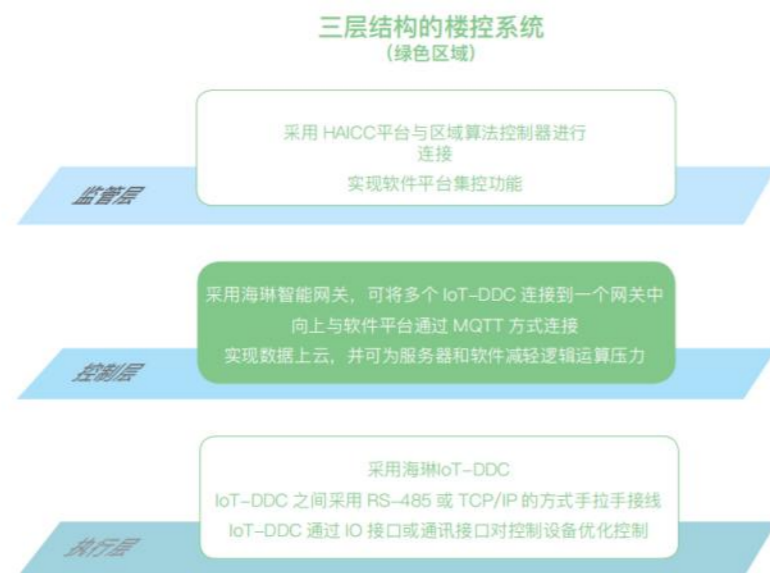 三层结构的楼控系统
(绿色区域)
采用 HAICC平台与区域算法控制器进行
连接
实现软件平台集控功能
监管层
采用海琳智能网关，可将多个 IoT-DDC 连接到一个网关中
向上与软件平台通过 MQTT 方式连接
实现数据上云，并可为服务器和软件减轻逻辑运算压力
控制层
采用海琳IoT-DDC
IoT-DDC 之间采用 RS-485 或 TCP/IP 的方式手拉手接线
IoT-DDC 通过 IO 接口或通讯接口对控制设备优化控制
执行层